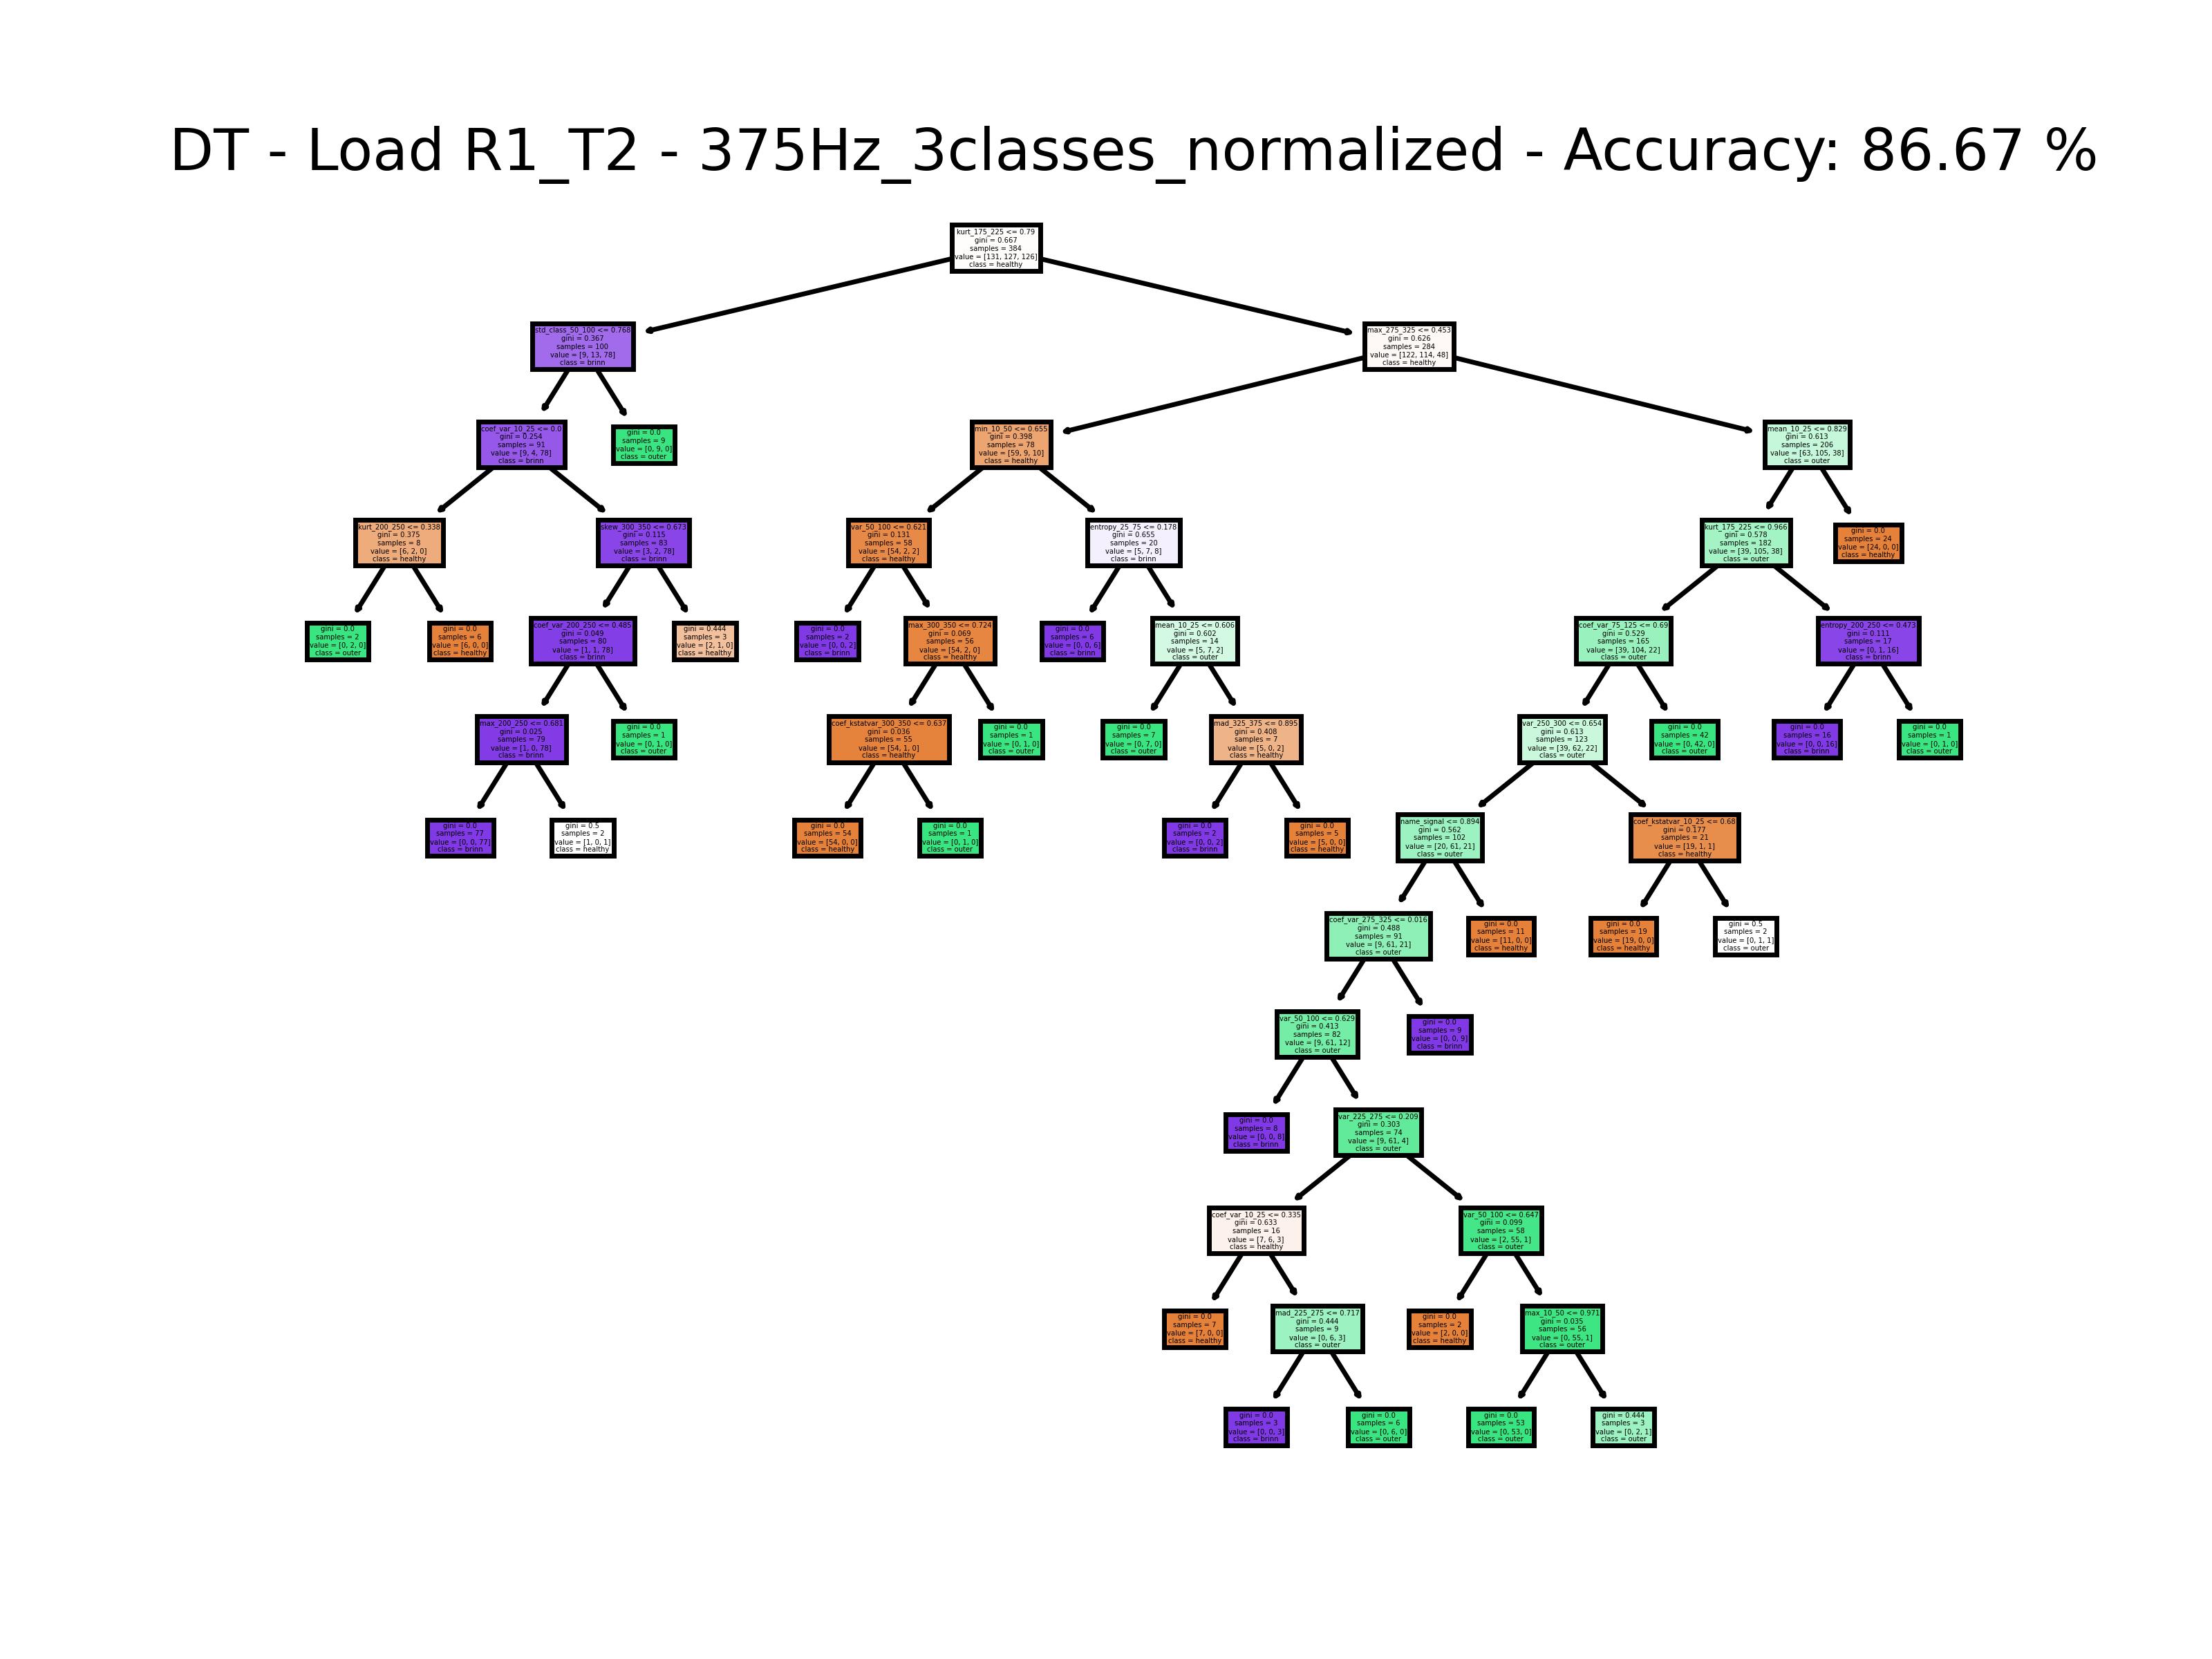 DT - Load R1_T2 - 375Hz_3classes_normalized - Accuracy: 86.67 %
kurt_175_225 <= 0.79
gini = 0.667
samples = 384
value = [131, 127, 126]
class = healthy
std_class_50_100 <= 0.768
gini = 0.367
samples = 100
value = [9, 13, 78]
class = brinn
max_275_325 <= 0.453
gini = 0.626
samples = 284
value = [122, 114, 48]
class = healthy
coef_var_10_25 <= 0.0
gini = 0.254
samples = 91
value = [9, 4, 78]
class = brinn
gini = 0.0
samples = 9
value = [0, 9, 0]
class = outer
min_10_50 <= 0.655
gini = 0.398
samples = 78
value = [59, 9, 10]
class = healthy
mean_10_25 <= 0.829
gini = 0.613
samples = 206
value = [63, 105, 38]
class = outer
kurt_200_250 <= 0.338
gini = 0.375
samples = 8
value = [6, 2, 0]
class = healthy
skew_300_350 <= 0.673
gini = 0.115
samples = 83
value = [3, 2, 78]
class = brinn
var_50_100 <= 0.621
gini = 0.131
samples = 58
value = [54, 2, 2]
class = healthy
entropy_25_75 <= 0.178
gini = 0.655
samples = 20
value = [5, 7, 8]
class = brinn
kurt_175_225 <= 0.966
gini = 0.578
samples = 182
value = [39, 105, 38]
class = outer
gini = 0.0
samples = 24
value = [24, 0, 0]
class = healthy
gini = 0.0
samples = 2
value = [0, 2, 0]
class = outer
gini = 0.0
samples = 6
value = [6, 0, 0]
class = healthy
coef_var_200_250 <= 0.485
gini = 0.049
samples = 80
value = [1, 1, 78]
class = brinn
gini = 0.444
samples = 3
value = [2, 1, 0]
class = healthy
gini = 0.0
samples = 2
value = [0, 0, 2]
class = brinn
max_300_350 <= 0.724
gini = 0.069
samples = 56
value = [54, 2, 0]
class = healthy
gini = 0.0
samples = 6
value = [0, 0, 6]
class = brinn
mean_10_25 <= 0.606
gini = 0.602
samples = 14
value = [5, 7, 2]
class = outer
coef_var_75_125 <= 0.69
gini = 0.529
samples = 165
value = [39, 104, 22]
class = outer
entropy_200_250 <= 0.473
gini = 0.111
samples = 17
value = [0, 1, 16]
class = brinn
max_200_250 <= 0.681
gini = 0.025
samples = 79
value = [1, 0, 78]
class = brinn
gini = 0.0
samples = 1
value = [0, 1, 0]
class = outer
coef_kstatvar_300_350 <= 0.637
gini = 0.036
samples = 55
value = [54, 1, 0]
class = healthy
gini = 0.0
samples = 1
value = [0, 1, 0]
class = outer
gini = 0.0
samples = 7
value = [0, 7, 0]
class = outer
mad_325_375 <= 0.895
gini = 0.408
samples = 7
value = [5, 0, 2]
class = healthy
var_250_300 <= 0.654
gini = 0.613
samples = 123
value = [39, 62, 22]
class = outer
gini = 0.0
samples = 42
value = [0, 42, 0]
class = outer
gini = 0.0
samples = 16
value = [0, 0, 16]
class = brinn
gini = 0.0
samples = 1
value = [0, 1, 0]
class = outer
gini = 0.0
samples = 77
value = [0, 0, 77]
class = brinn
gini = 0.5
samples = 2
value = [1, 0, 1]
class = healthy
gini = 0.0
samples = 54
value = [54, 0, 0]
class = healthy
gini = 0.0
samples = 1
value = [0, 1, 0]
class = outer
gini = 0.0
samples = 2
value = [0, 0, 2]
class = brinn
gini = 0.0
samples = 5
value = [5, 0, 0]
class = healthy
name_signal <= 0.894
gini = 0.562
samples = 102
value = [20, 61, 21]
class = outer
coef_kstatvar_10_25 <= 0.68
gini = 0.177
samples = 21
value = [19, 1, 1]
class = healthy
coef_var_275_325 <= 0.016
gini = 0.488
samples = 91
value = [9, 61, 21]
class = outer
gini = 0.0
samples = 11
value = [11, 0, 0]
class = healthy
gini = 0.0
samples = 19
value = [19, 0, 0]
class = healthy
gini = 0.5
samples = 2
value = [0, 1, 1]
class = outer
var_50_100 <= 0.629
gini = 0.413
samples = 82
value = [9, 61, 12]
class = outer
gini = 0.0
samples = 9
value = [0, 0, 9]
class = brinn
gini = 0.0
samples = 8
value = [0, 0, 8]
class = brinn
var_225_275 <= 0.209
gini = 0.303
samples = 74
value = [9, 61, 4]
class = outer
coef_var_10_25 <= 0.335
gini = 0.633
samples = 16
value = [7, 6, 3]
class = healthy
var_50_100 <= 0.647
gini = 0.099
samples = 58
value = [2, 55, 1]
class = outer
gini = 0.0
samples = 7
value = [7, 0, 0]
class = healthy
mad_225_275 <= 0.717
gini = 0.444
samples = 9
value = [0, 6, 3]
class = outer
gini = 0.0
samples = 2
value = [2, 0, 0]
class = healthy
max_10_50 <= 0.971
gini = 0.035
samples = 56
value = [0, 55, 1]
class = outer
gini = 0.0
samples = 3
value = [0, 0, 3]
class = brinn
gini = 0.0
samples = 6
value = [0, 6, 0]
class = outer
gini = 0.0
samples = 53
value = [0, 53, 0]
class = outer
gini = 0.444
samples = 3
value = [0, 2, 1]
class = outer